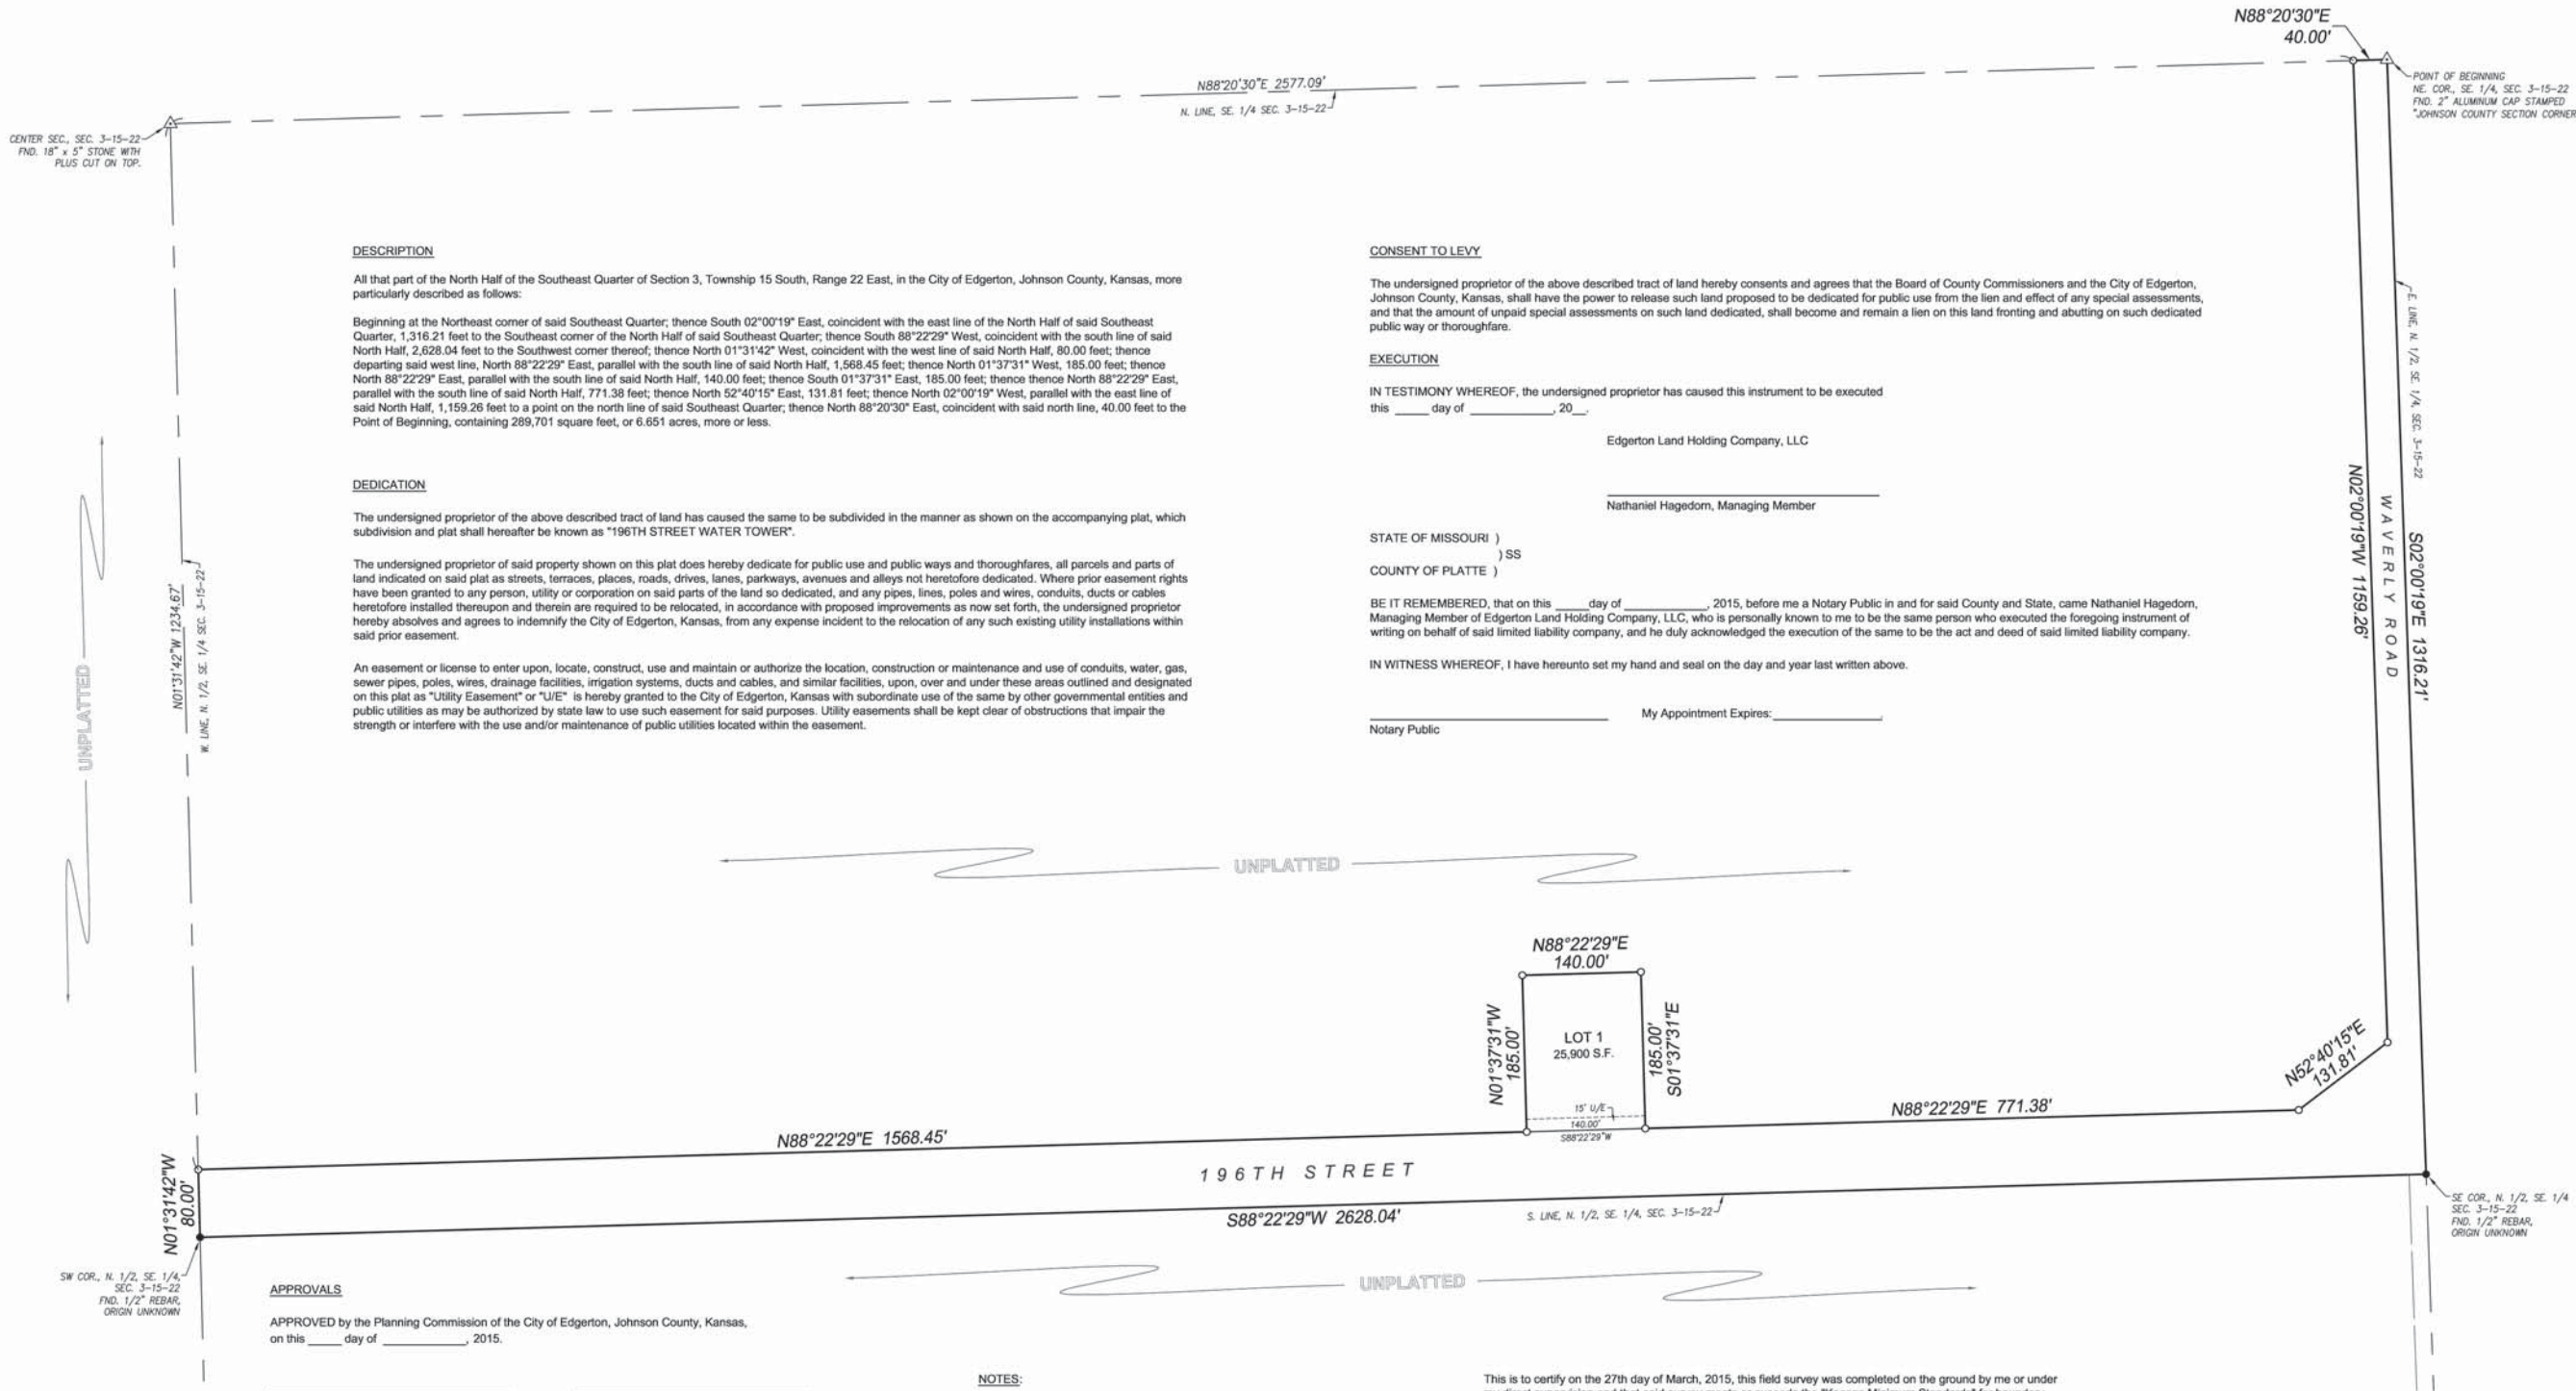 N88°20'30"E
40.00'
N88°20'30"E 2577.09'
N. LINE, SE. 1/4 SEC. 3-15-22
POINT OF BEGINNING
NE. COR., SE. 1/4, SEC. 3-15-22
FND. 2" ALUMINUM CAP STAMPED
"JOHNSON COUNTY SECTION CORNER
CENTER SEC., SEC. 3-15-22
FND. 18" x 5" STONE WITH
PLUS CUT ON TOP.
DESCRIPTION
All that part of the North Half of the Southeast Quarter of Section 3, Township 15 South, Range 22 East, in the City of Edgerton, Johnson County, Kansas, more
particularly described as follows:
Beginning at the Northeast corner of said Southeast Quarter; thence South 02°00'19" East, coincident with the east line of the North Half of said Southeast
Quarter, 1,316.21 feet to the Southeast corner of the North Half of said Southeast Quarter; thence South 88°22'29" West, coincident with the south line of said
North Half, 2,628.04 feet to the Southwest corner thereof; thence North 01°31'42" West, coincident with the west line of said North Half, 80.00 feet; thence
departing said west line, North 88°22'29" East, parallel with the south line of said North Half, 1,568.45 feet; thence North 01°37'31" West, 185.00 feet; thence
North 88°22'29" East, parallel with the south line of said North Half, 140.00 feet; thence South 01°37'31" East, 185.00 feet; thence thence North 88°22'29" East,
parallel with the south line of said North Half, 771.38 feet; thence North 52°40'15" East, 131.81 feet; thence North 02°00'19" West, parallel with the east line of
said North Half, 1,159.26 feet to a point on the north line of said Southeast Quarter; thence North 88°20'30" East, coincident with said north line, 40.00 feet to the
Point of Beginning, containing 289,701 square feet, or 6.651 acres, more or less.
DEDICATION
The undersigned proprietor of the above described tract of land has caused the same to be subdivided in the manner as shown on the accompanying plat, which
subdivision and plat shall hereafter be known as "196TH STREET WATER TOWER".
The undersigned proprietor of said property shown on this plat does hereby dedicate for public use and public ways and thoroughfares, all parcels and parts of
land indicated on said plat as streets, terraces, places, roads, drives, lanes, parkways, avenues and alleys not heretofore dedicated. Where prior easement rights
have been granted to any person, utility or corporation on said parts of the land so dedicated, and any pipes, lines, poles and wires, conduits, ducts or cables
heretofore installed thereupon and therein are required to be relocated, in accordance with proposed improvements as now set forth, the undersigned proprietor
hereby absolves and agrees to indemnify the City of Edgerton, Kansas, from any expense incident to the relocation of any such existing utility installations within
said prior easement.
An easement or license to enter upon, locate, construct, use and maintain or authorize the location, construction or maintenance and use of conduits, water, gas,
sewer pipes, poles, wires, drainage facilities, irrigation systems, ducts and cables, and similar facilities, upon, over and under these areas outlined and designated
on this plat as "Utility Easement" or "U/E" is hereby granted to the City of Edgerton, Kansas with subordinate use of the same by other governmental entities and
public utilities as may be authorized by state law to use such easement for said purposes. Utility easements shall be kept clear of obstructions that impair the
strength or interfere with the use and/or maintenance of public utilities located within the easement.
CONSENT TO LEVY
The undersigned proprietor of the above described tract of land hereby consents and agrees that the Board of County Commissioners and the City of Edgerton,
Johnson County, Kansas, shall have the power to release such land proposed to be dedicated for public use from the lien and effect of any special assessments,
and that the amount of unpaid special assessments on such land dedicated, shall become and remain a lien on this land fronting and abutting on such dedicated
public way or thoroughfare.
EXECUTION
IN TESTIMONY WHEREOF, the undersigned proprietor has caused this instrument to be executed
this _____ day of ____________, 20__.
Edgerton Land Holding Company, LLC
Nathaniel Hagedorn, Managing Member
STATE OF MISSOURI )
) SS
COUNTY OF PLATTE )
BE IT REMEMBERED, that on this _____day of ____________, 2015, before me a Notary Public in and for said County and State, came Nathaniel Hagedorn,
Managing Member of Edgerton Land Holding Company, LLC, who is personally known to me to be the same person who executed the foregoing instrument of
writing on behalf of said limited liability company, and he duly acknowledged the execution of the same to be the act and deed of said limited liability company.
IN WITNESS WHEREOF, I have hereunto set my hand and seal on the day and year last written above.
My Appointment Expires:________________.
Notary Public
UNPLATTED
N01°31'42"W 1234.67'
W. LINE, N. 1/2, SE. 1/4 SEC. 3-15-22
N02°00'19"W 1159.26'
WAVERLY ROAD
E. LINE, N. 1/2, SE. 1/4, SEC. 3-15-22
S02°00'19"E 1316.21'
UNPLATTED
N88°22'29"E
140.00'
N01°37'31"W
185.00'
LOT 1
25,900 S.F.
185.00'
S01°37'31"E
15' U/E
140.00'
S88°22'29"W
N52°40'15"E
131.81'
N88°22'29"E 771.38'
N88°22'29"E 1568.45'
196TH STREET
N01°31'42"W
80.00'
S88°22'29"W 2628.04'
S. LINE, N. 1/2, SE. 1/4, SEC. 3-15-22
SE COR., N. 1/2, SE. 1/4
SEC. 3-15-22
FND. 1/2" REBAR,
ORIGIN UNKNOWN
SW COR., N. 1/2, SE. 1/4,
SEC. 3-15-22
FND. 1/2" REBAR,
ORIGIN UNKNOWN
UNPLATTED
APPROVALS
APPROVED by the Planning Commission of the City of Edgerton, Johnson County, Kansas,
on this _____ day of ____________, 2015.
NOTES:
This is to certify on the 27th day of March, 2015, this field survey was completed on the ground by me or under